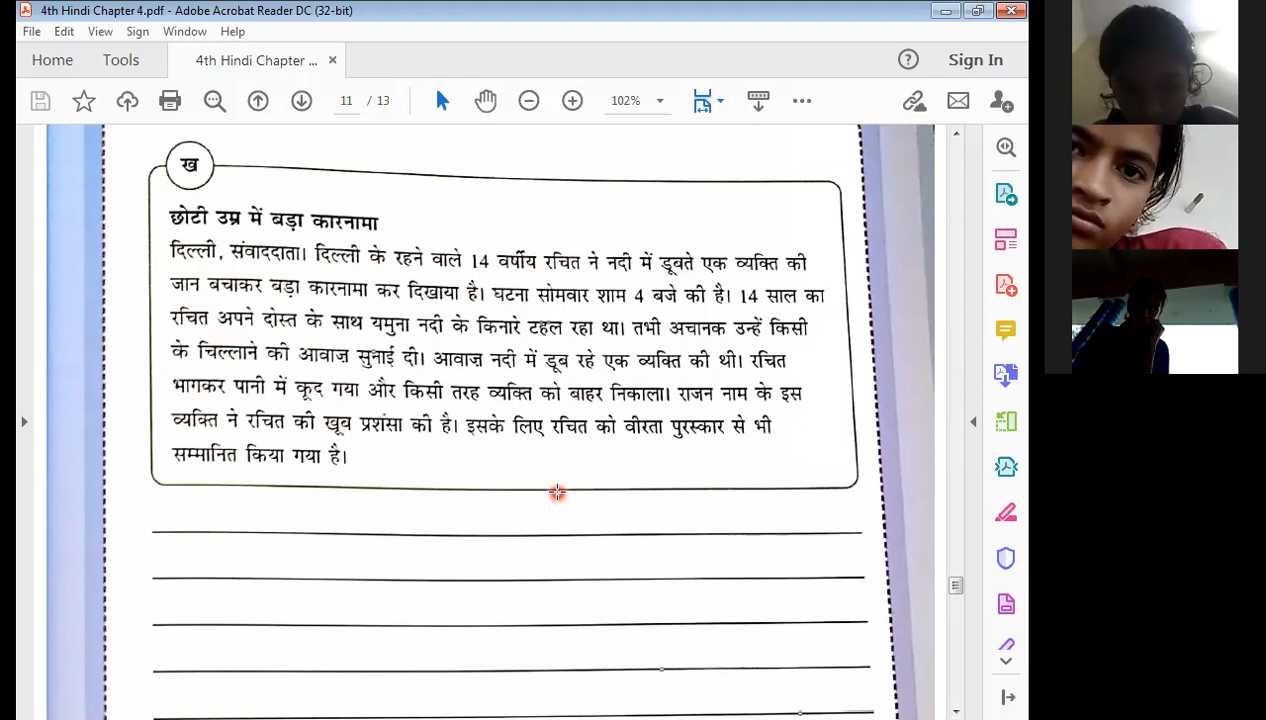 4th Hindi Chapter 4.pdf - Adobe Acrobat Reader DC (32-bit)
File Edit View Sign Window Help
Home Tools 4th Hindi Chapter ... × ? Sign In
11 / 13 102%
ख
छोटी उम्र में बड़ा कारनामा
दिल्ली, संवाददाता। दिल्ली के रहने वाले 14 वर्षीय रचित ने नदी में डूबते एक व्यक्ति की
जान बचाकर बड़ा कारनामा कर दिखाया है। घटना सोमवार शाम 4 बजे की है। 14 साल का
रचित अपने दोस्त के साथ यमुना नदी के किनारे टहल रहा था। तभी अचानक उन्हें किसी
के चिल्लाने की आवाज़ सुनाई दी। आवाज़ नदी में डूब रहे एक व्यक्ति की थी। रचित
भागकर पानी में कूद गया और किसी तरह व्यक्ति को बाहर निकाला। राजन नाम के इस
व्यक्ति ने रचित की खूब प्रशंसा की है। इसके लिए रचित को वीरता पुरस्कार से भी
सम्मानित किया गया है।